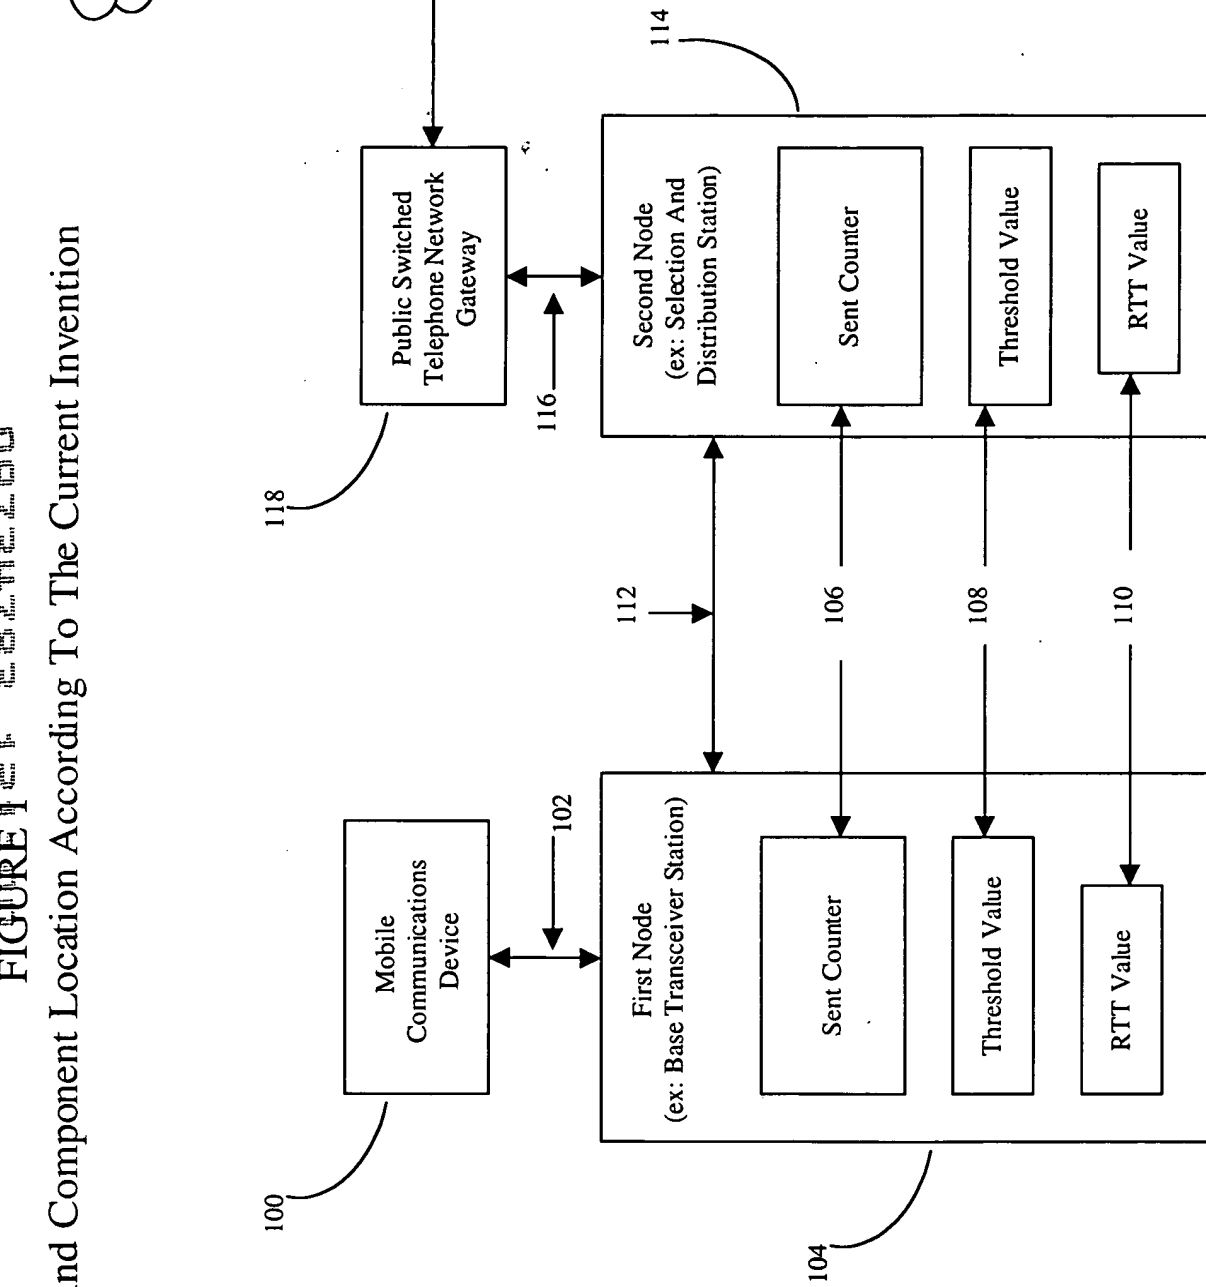 FIGURE 1
nd Component Location According To The Current Invention
100
Mobile
Communications
Device
102
118
Public Switched
Telephone Network
Gateway
116
114
104
First Node
(ex: Base Transceiver Station)
Sent Counter
Threshold Value
RTT Value
112
106
108
110
Second Node
(ex: Selection And
Distribution Station)
Sent Counter
Threshold Value
RTT Value